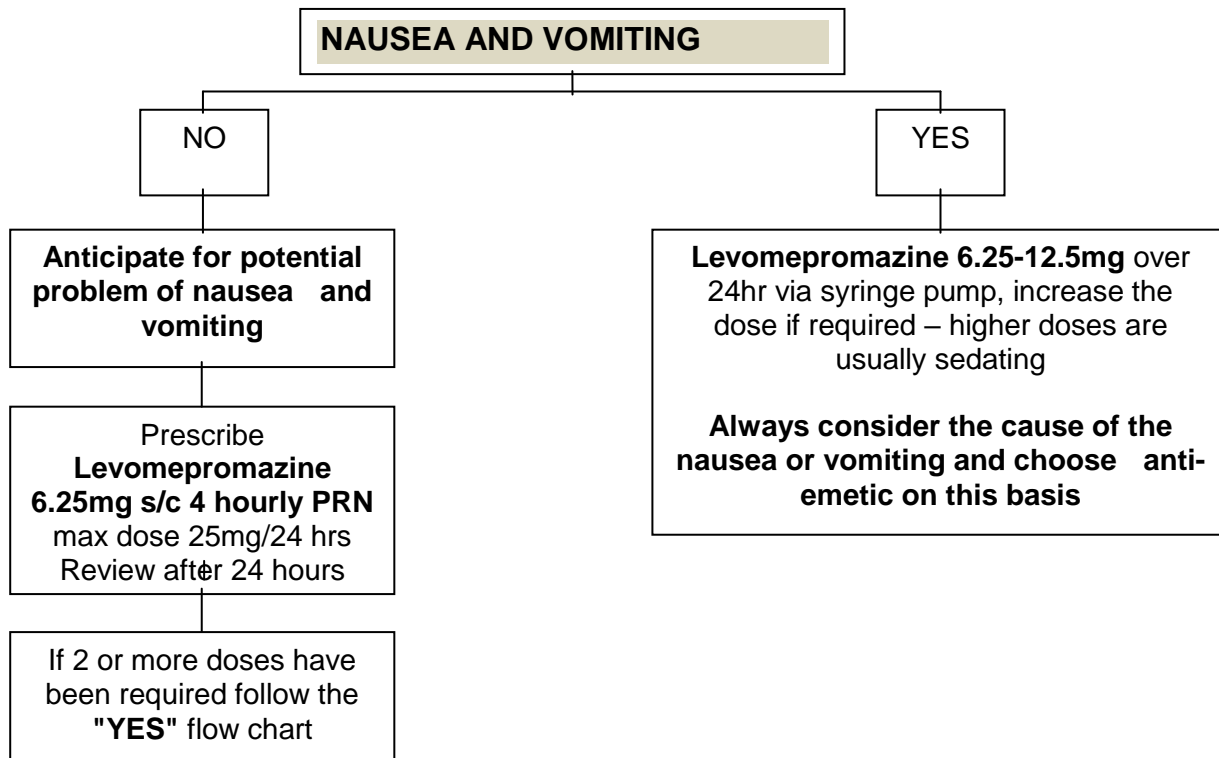 NAUSEA AND VOMITING
NO
YES
Anticipate for potential
problem of nausea and
vomiting
Levomepromazine 6.25-12.5mg over
24hr via syringe pump, increase the
dose if required – higher doses are
usually sedating
Always consider the cause of the
nausea or vomiting and choose anti-
emetic on this basis
Prescribe
Levomepromazine
6.25mg s/c 4 hourly PRN
max dose 25mg/24 hrs
Review after 24 hours
If 2 or more doses have
been required follow the
"YES" flow chart